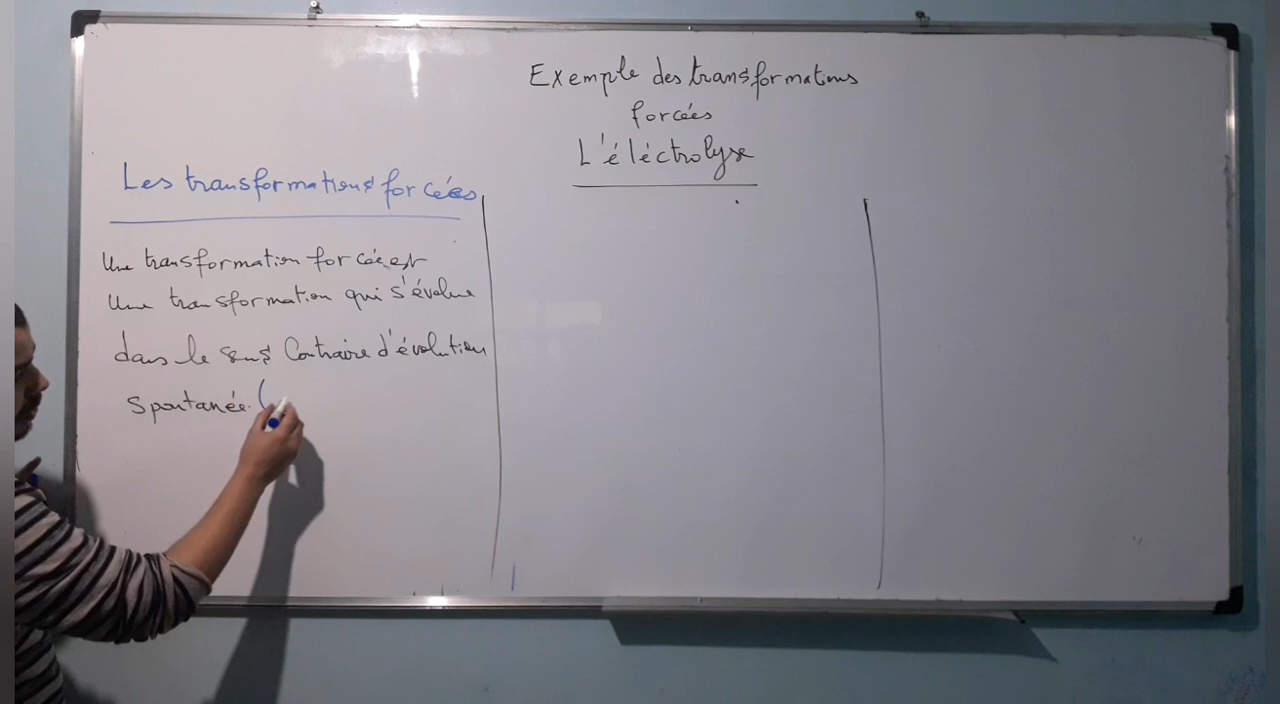 Exemple des transformations
forcées
L'éléctrolyse
Les transformations forcées
Une transformation forcée est
Une transformation qui s'évolue
dans le sens Contraire d'évolution
spontanée. (